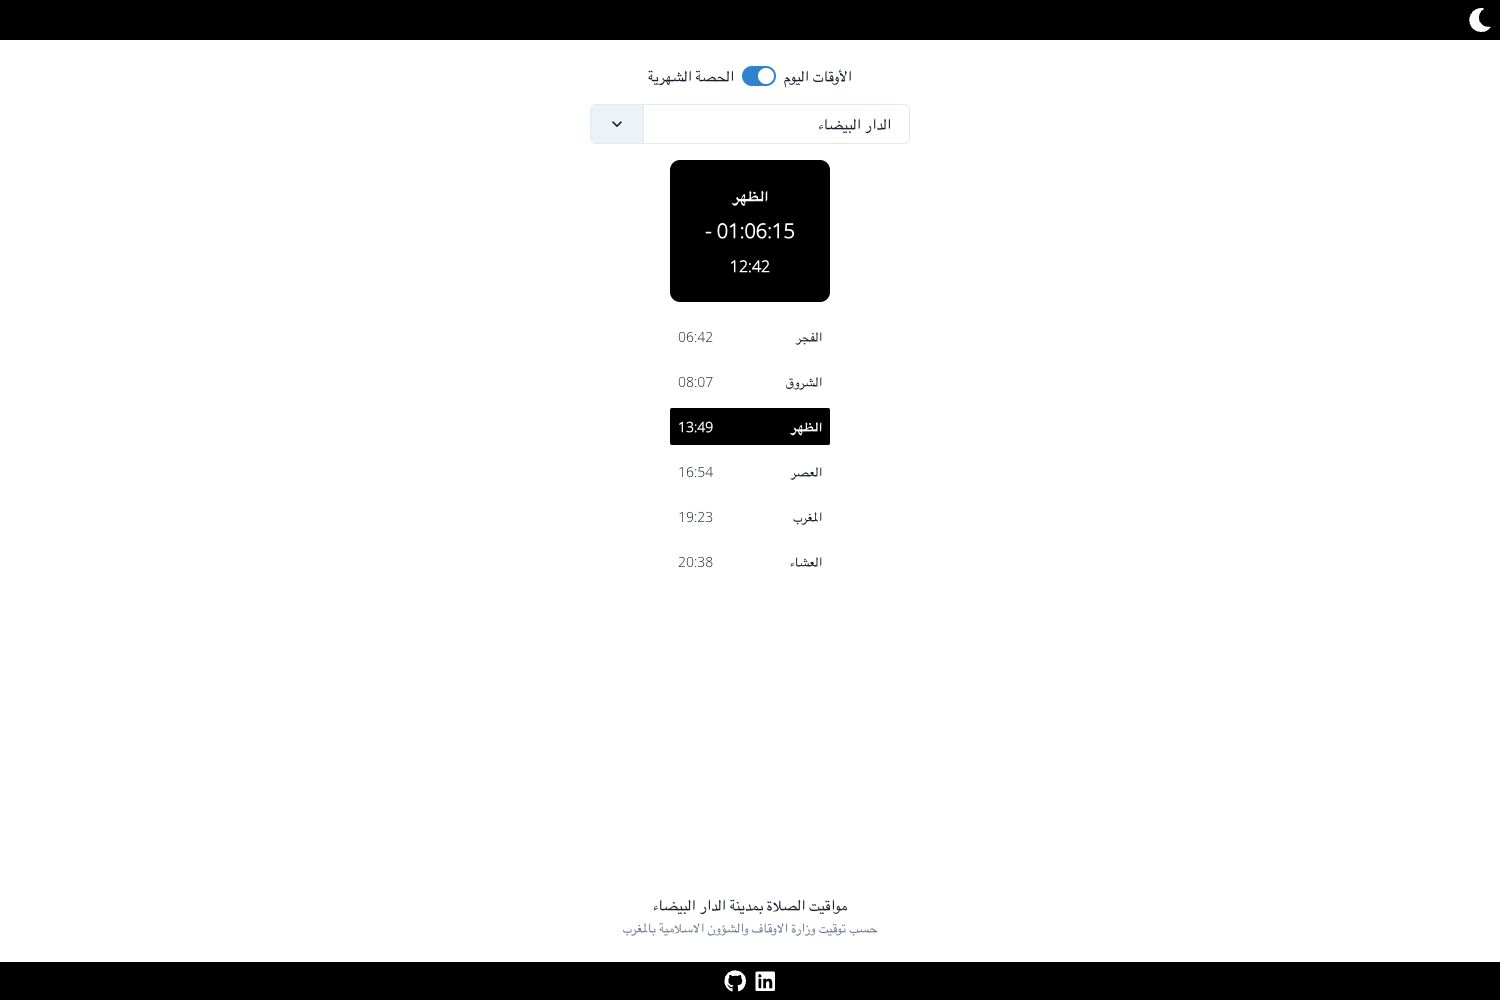 الأوقات اليوم الحصة الشهرية
الدار البيضاء
الظهر
- 01:06:15
12:42
الفجر 06:42
الشروق 08:07
الظهر 13:49
العصر 16:54
المغرب 19:23
العشاء 20:38
مواقيت الصلاة بمدينة الدار البيضاء
حسب توقيت وزارة الاوقاف والشؤون الاسلامية بالمغرب